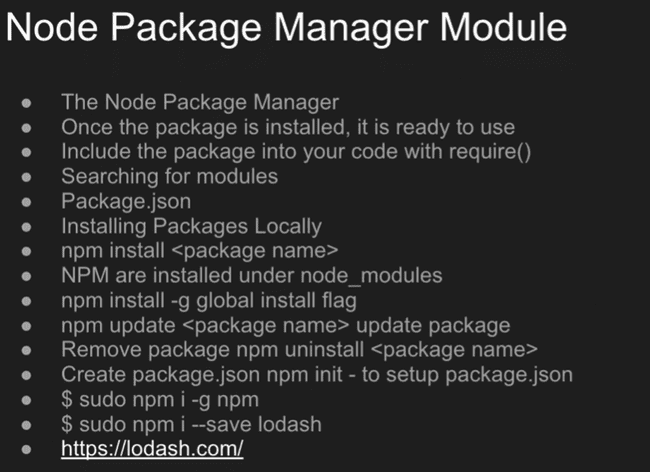 Node Package Manager Module
● The Node Package Manager
● Once the package is installed, it is ready to use
● Include the package into your code with require()
● Searching for modules
● Package.json
● Installing Packages Locally
● npm install <package name>
● NPM are installed under node_modules
● npm install -g global install flag
● npm update <package name> update package
● Remove package npm uninstall <package name>
● Create package.json npm init - to setup package.json
● $ sudo npm i -g npm
● $ sudo npm i --save lodash
● https://lodash.com/